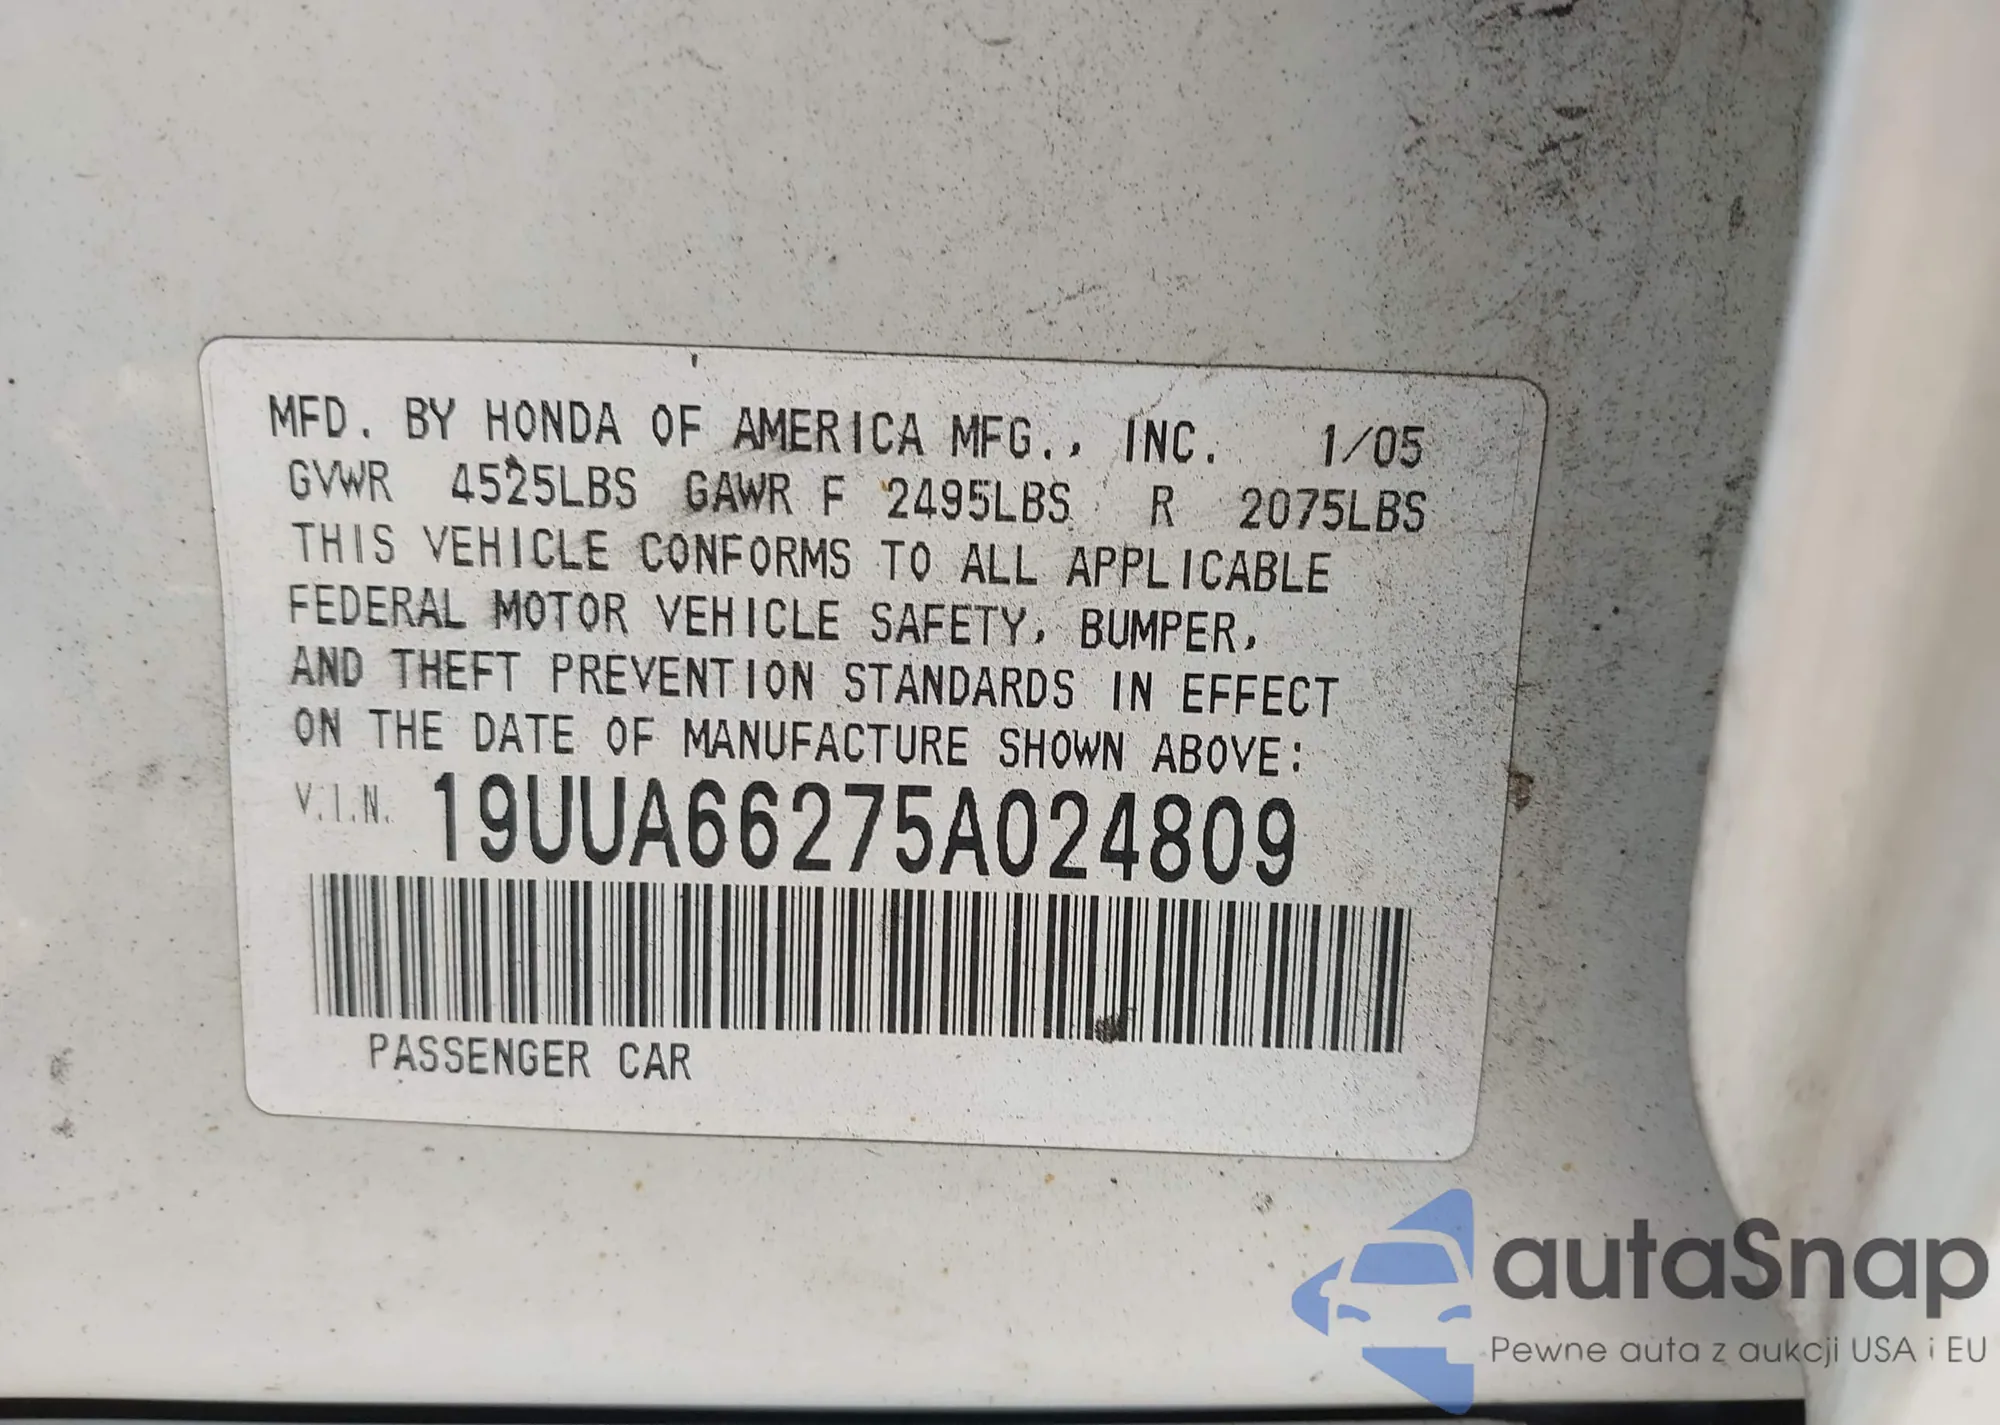 MFD. BY HONDA OF AMERICA MFG., INC. 1/05
GVWR 4525LBS GAWR F 2495LBS R 2075LBS
THIS VEHICLE CONFORMS TO ALL APPLICABLE
FEDERAL MOTOR VEHICLE SAFETY, BUMPER,
AND THEFT PREVENTION STANDARDS IN EFFECT
ON THE DATE OF MANUFACTURE SHOWN ABOVE:
V.I.N. 19UUA66275A024809
PASSENGER CAR
autaSnap
Pewne auta z aukcji USA i EU